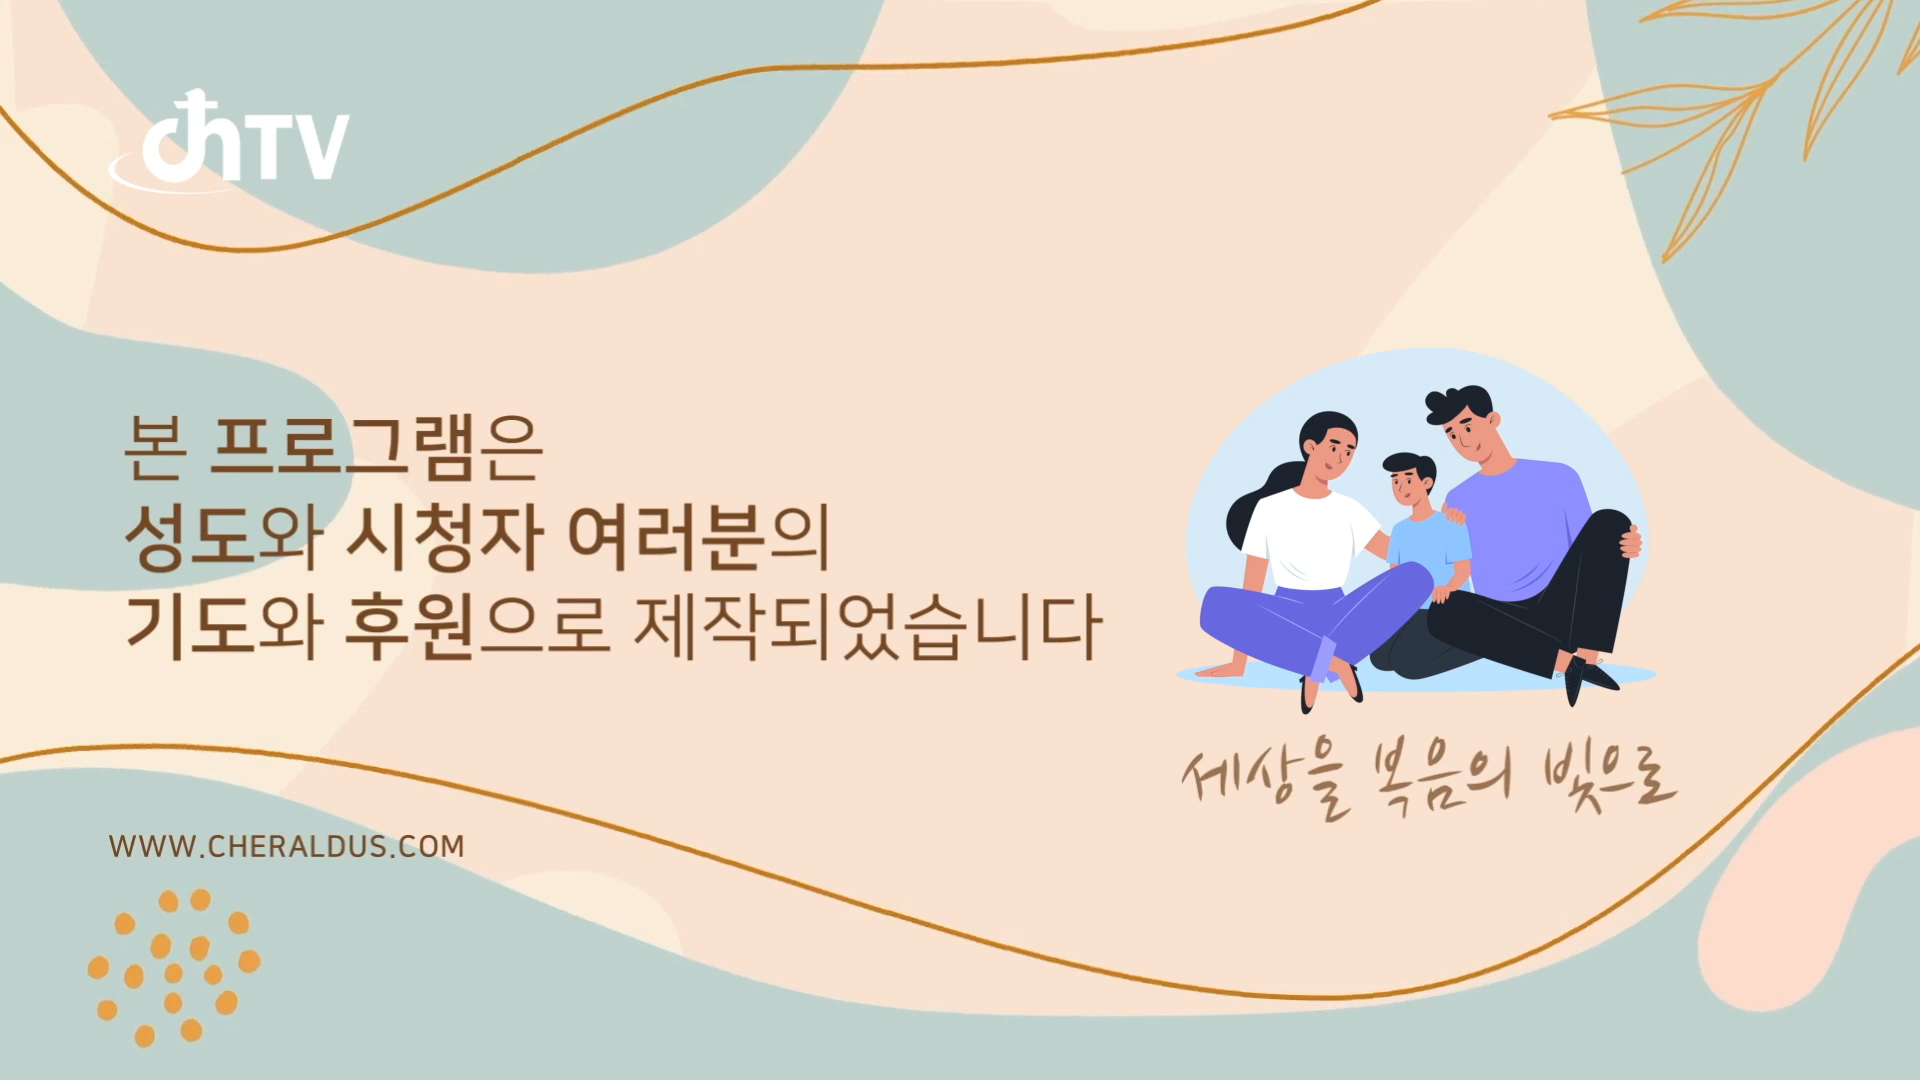 chTV
본 프로그램은
성도와 시청자 여러분의
기도와 후원으로 제작되었습니다
세상을 복음의 빛으로
WWW.CHERALDUS.COM